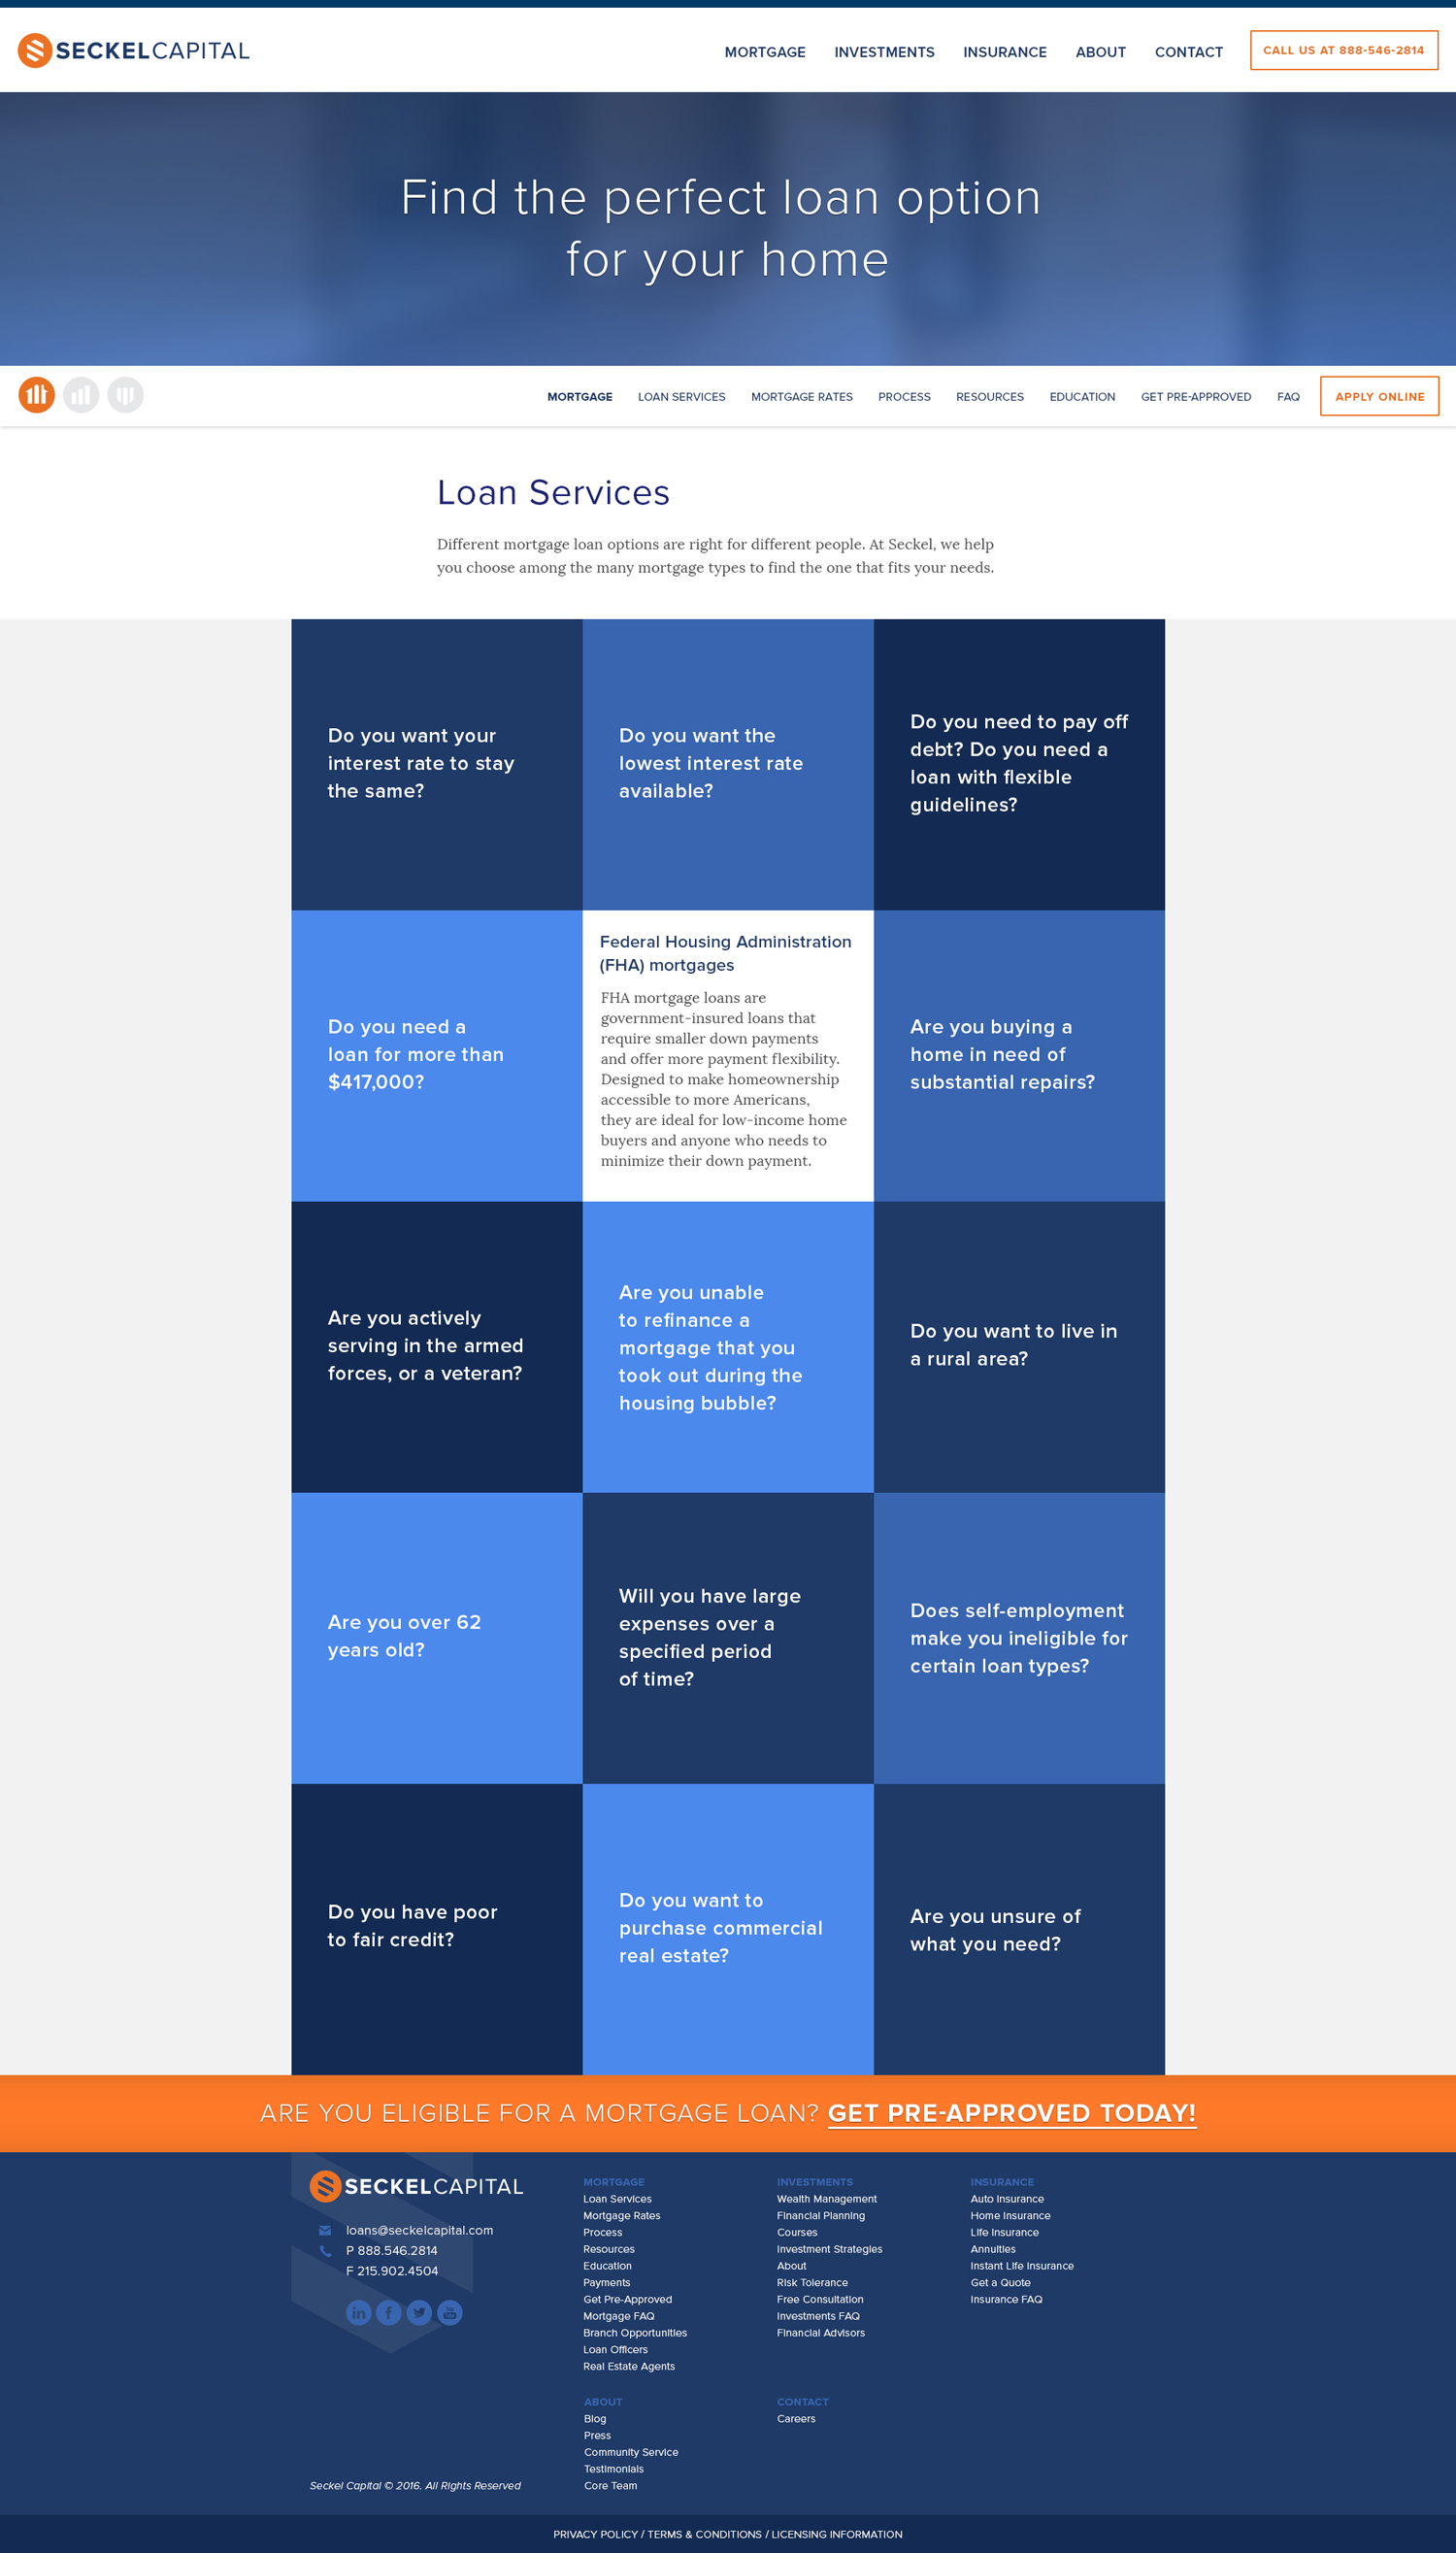 SECKELCAPITAL
MORTGAGE INVESTMENTS INSURANCE ABOUT CONTACT CALL US AT 888-546-2814
Find the perfect loan option
for your home
MORTGAGE LOAN SERVICES MORTGAGE RATES PROCESS RESOURCES EDUCATION GET PRE-APPROVED FAQ APPLY ONLINE
Loan Services
Different mortgage loan options are right for different people. At Seckel, we help
you choose among the many mortgage types to find the one that fits your needs.
Do you want your
interest rate to stay
the same?
Do you want the
lowest interest rate
available?
Do you need to pay off
debt? Do you need a
loan with flexible
guidelines?
Do you need a
loan for more than
$417,000?
Federal Housing Administration
(FHA) mortgages
FHA mortgage loans are
government-insured loans that
require smaller down payments
and offer more payment flexibility.
Designed to make homeownership
accessible to more Americans,
they are ideal for low-income home
buyers and anyone who needs to
minimize their down payment.
Are you buying a
home in need of
substantial repairs?
Are you actively
serving in the armed
forces, or a veteran?
Are you unable
to refinance a
mortgage that you
took out during the
housing bubble?
Do you want to live in
a rural area?
Are you over 62
years old?
Will you have large
expenses over a
specified period
of time?
Does self-employment
make you ineligible for
certain loan types?
Do you have poor
to fair credit?
Do you want to
purchase commercial
real estate?
Are you unsure of
what you need?
ARE YOU ELIGIBLE FOR A MORTGAGE LOAN? GET PRE-APPROVED TODAY!
SECKELCAPITAL
loans@seckelcapital.com
P 888.546.2814
F 215.902.4504
in f You Tube
MORTGAGE
Loan Services
Mortgage Rates
Process
Resources
Education
Payments
Get Pre-Approved
Mortgage FAQ
Branch Opportunities
Loan Officers
Real Estate Agents
INVESTMENTS
Wealth Management
Financial Planning
Courses
Investment Strategies
About
Risk Tolerance
Free Consultation
Investments FAQ
Financial Advisors
INSURANCE
Auto Insurance
Home Insurance
Life Insurance
Annuities
Instant Life Insurance
Get a Quote
Insurance FAQ
ABOUT
Blog
Press
Community Service
Testimonials
Core Team
CONTACT
Careers
Seckel Capital © 2016. All Rights Reserved
PRIVACY POLICY / TERMS & CONDITIONS / LICENSING INFORMATION